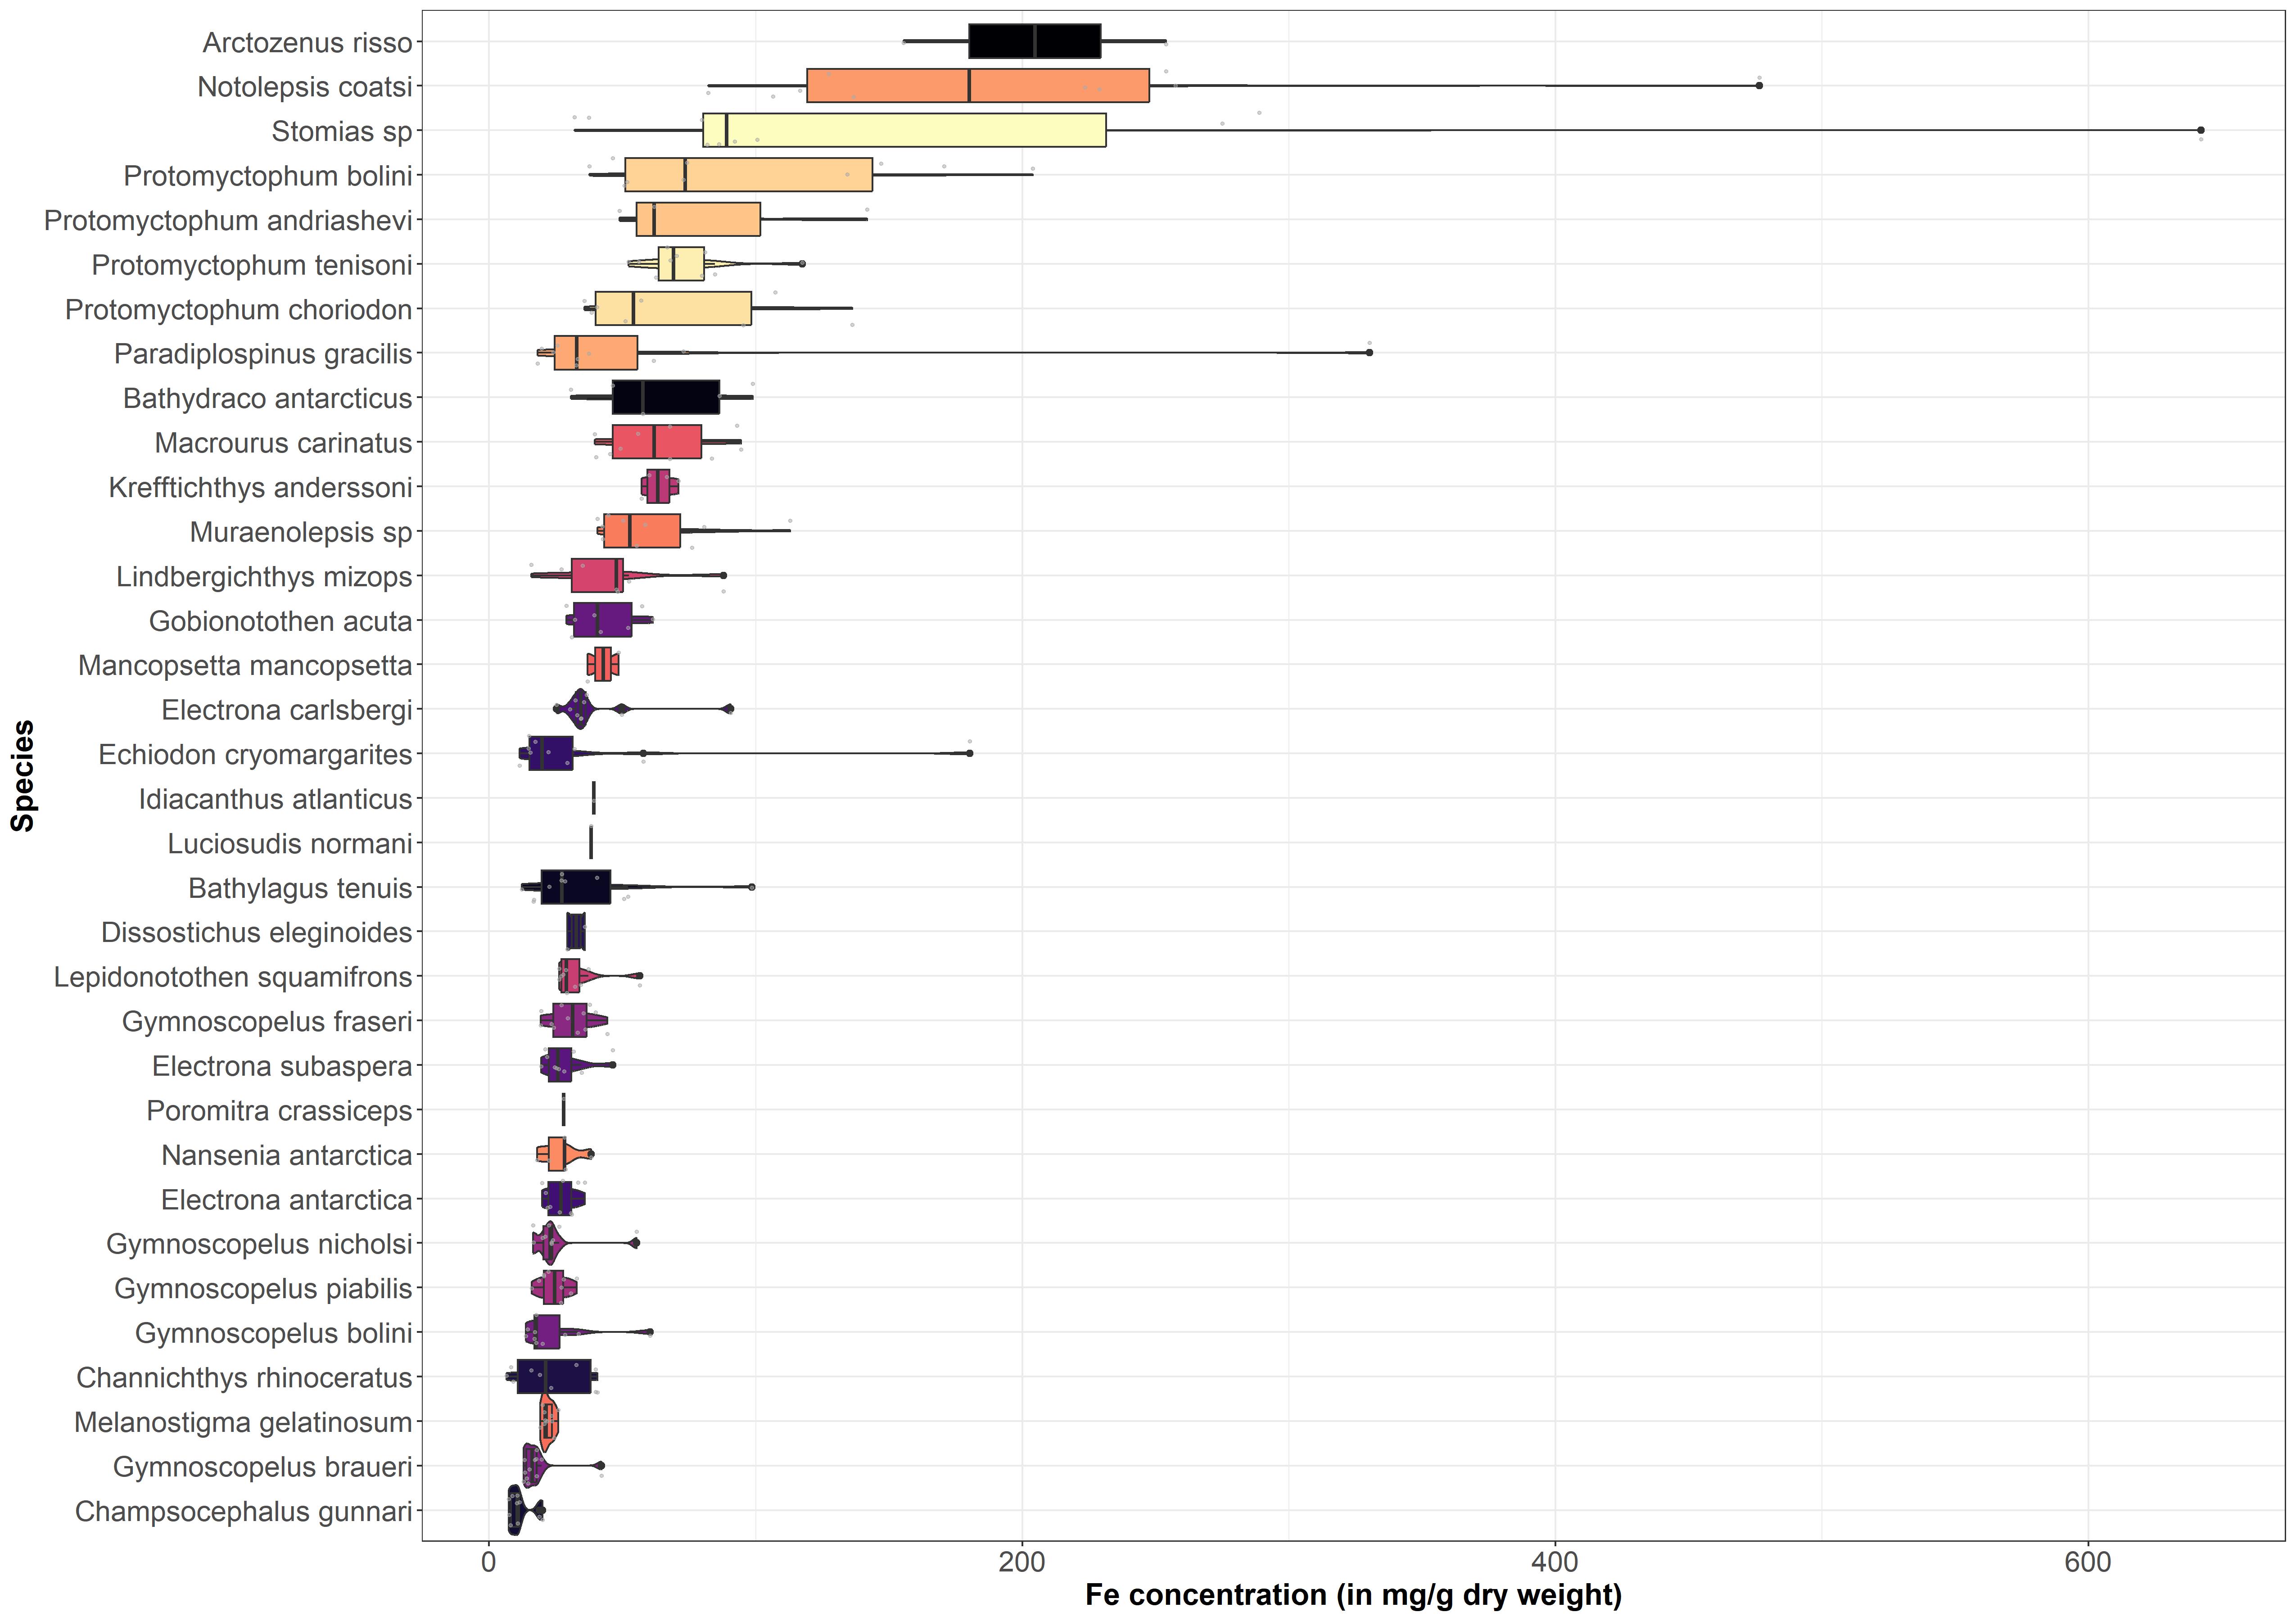 Arctozenus risso
Notolepsis coatsi
Stomias sp
Protomyctophum bolini
Protomyctophum andriashevi
Protomyctophum tenisoni
Protomyctophum choriodon
Paradiplospinus gracilis
Bathydraco antarcticus
Macrourus carinatus
Krefftichthys anderssoni
Muraenolepsis sp
Lindbergichthys mizops
Gobionotothen acuta
Mancopsetta mancopsetta
Electrona carlsbergi
Echiodon cryomargarites
Idiacanthus atlanticus
Luciosudis normani
Bathylagus tenuis
Dissostichus eleginoides
Lepidonotothen squamifrons
Gymnoscopelus fraseri
Electrona subaspera
Poromitra crassiceps
Nansenia antarctica
Electrona antarctica
Gymnoscopelus nicholsi
Gymnoscopelus piabilis
Gymnoscopelus bolini
Channichthys rhinoceratus
Melanostigma gelatinosum
Gymnoscopelus braueri
Champsocephalus gunnari
Species
0 200 400 600
Fe concentration (in mg/g dry weight)